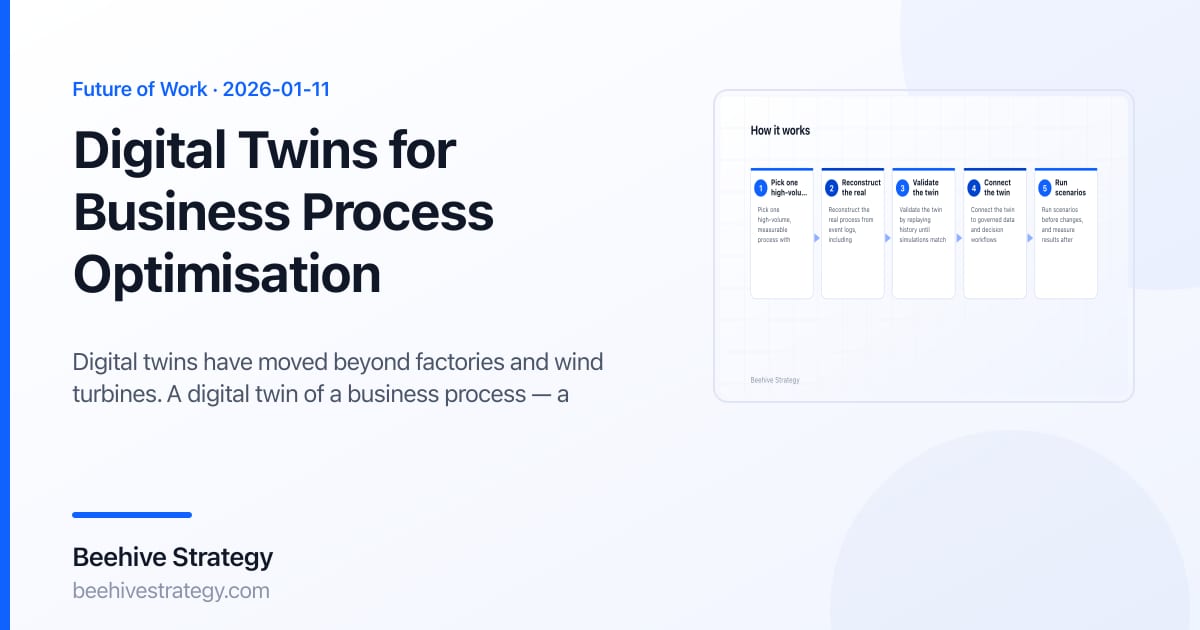 Future of Work · 2026-01-11
Digital Twins for
Business Process
Optimisation
Digital twins have moved beyond factories and wind
turbines. A digital twin of a business process — a
Beehive Strategy
beehivestrategy.com
How it works
1
Pick one
high-volu...
Pick one
high-volume,
measurable
process with
2
Reconstruct
the real
Reconstruct the
real process from
event logs,
including
3
Validate
the twin
Validate the twin
by replaying
history until
simulations match
4
Connect
the twin
Connect the twin
to governed data
and decision
workflows
5
Run
scenarios
Run scenarios
before changes,
and measure
results after
Beehive Strategy